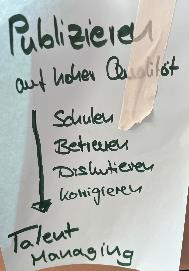 Publizieren
auf hoher Qualität
Schulen
Betreuen
Diskutieren
Korrigieren
Talent
Managing